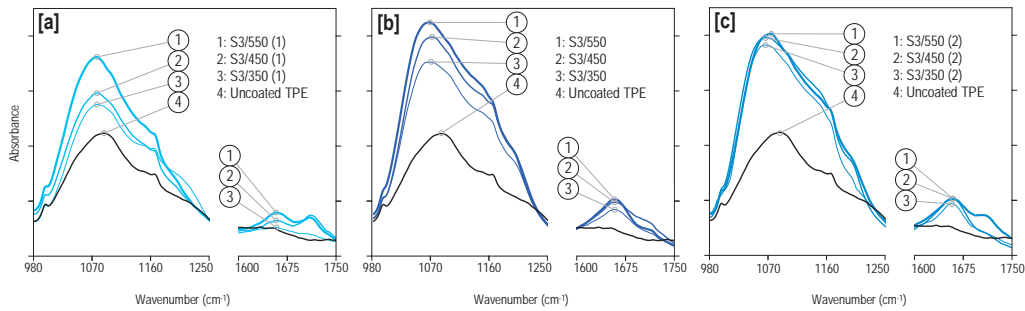 [a]
1
2
3
4
1: S3/550 (1)
2: S3/450 (1)
3: S3/350 (1)
4: Uncoated TPE
1
2
3
Absorbance
980 1070 1160 1250
1600 1675 1750
Wavenumber (cm-1)
[b]
1
2
3
4
1: S3/550
2: S3/450
3: S3/350
4: Uncoated TPE
1
2
3
980 1070 1160 1250
1600 1675 1750
Wavenumber (cm-1)
[c]
1
2
3
4
1: S3/550 (2)
2: S3/450 (2)
3: S3/350 (2)
4: Uncoated TPE
1
2
3
980 1070 1160 1250
1600 1675 1750
Wavenumber (cm-1)